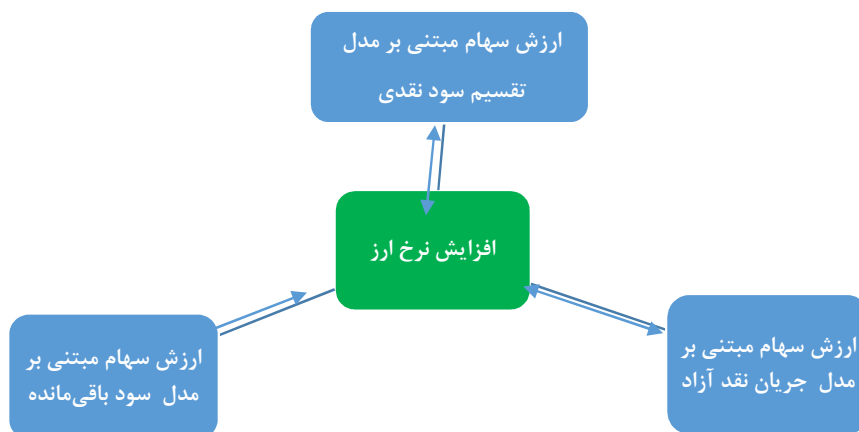 ارزش سهام مبتنی بر مدل
تقسیم سود نقدی
افزایش نرخ ارز
ارزش سهام مبتنی بر
مدل جریان نقد آزاد
ارزش سهام مبتنی بر
مدل سود باقی‌مانده